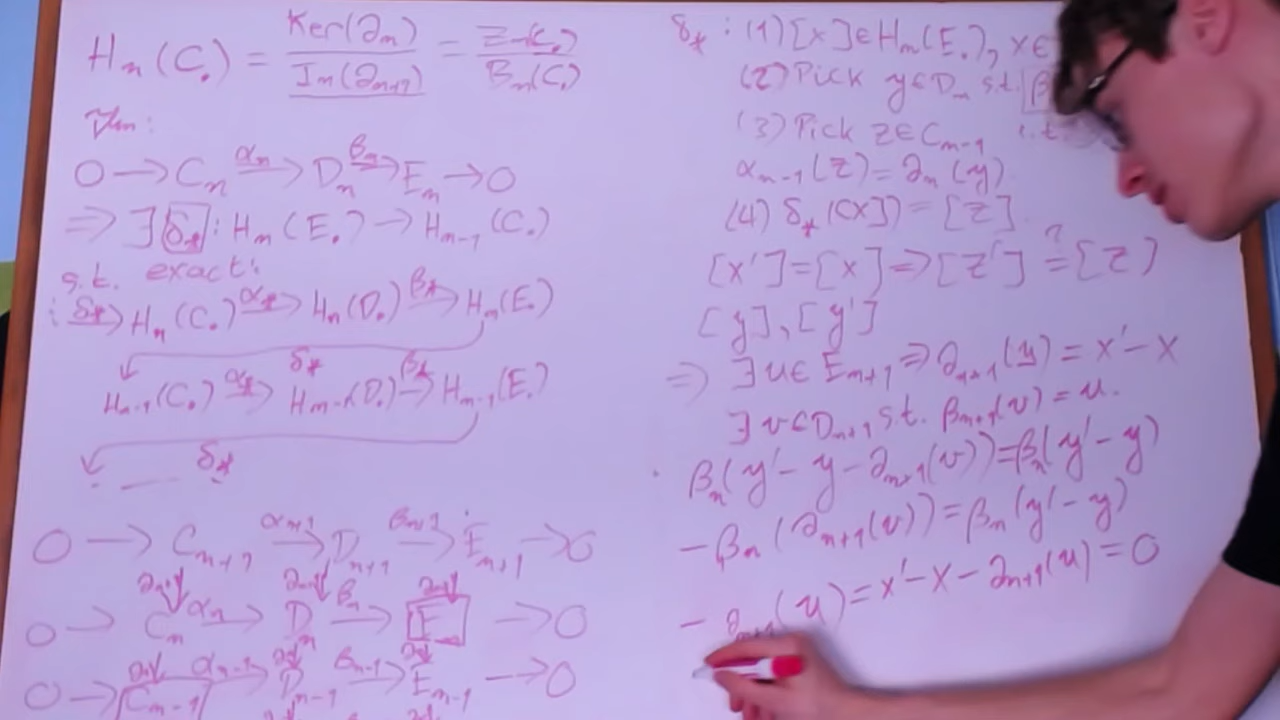 Hₙ(C.) = Ker(∂ₙ) / Im(∂ₙ₊₁) = Z (C.) / Bₙ(C.)
Thm:
0 → Cₙ —αₙ→ Dₙ —βₙ→ Eₙ → 0
⇒ ∃ δ* : Hₙ(E.) → Hₙ₋₁(C.)
s.t. exact:
δ*→ Hₙ(C.) —α*→ Hₙ(D.) —β*→ Hₙ(E.)
δ*
Hₙ₋₁(C.) —α*→ Hₙ₋₁(D.) —β*→ Hₙ₋₁(E.)
δ*
0 → Cₙ₊₁ —αₙ₊₁→ Dₙ₊₁ —βₙ₊₁→ Eₙ₊₁ → 0
∂ₙ₊₁↓ ∂ₙ₊₁↓ ∂ₙ₊₁↓
0 → Cₙ —αₙ→ Dₙ —βₙ→ E → 0
∂ₙ↓ ∂ₙ↓ ∂ₙ↓
0 → Cₙ₋₁ —αₙ₋₁→ Dₙ₋₁ —βₙ₋₁→ Eₙ₋₁ → 0
δ* : (1) [x] ∈ Hₙ(E.), x ∈
(2) Pick y ∈ Dₙ s.t. β
(3) Pick z ∈ Cₙ₋₁ s.t.
αₙ₋₁(z) = ∂ₙ(y)
(4) δ*([x]) = [z].
[x'] = [x] ⇒ [z'] ≟ [z]
[y], [y']
⇒ ∃ u ∈ Eₙ₊₁ ⇒ ∂ₙ₊₁(u) = x' - x
∃ v ∈ Dₙ₊₁ s.t. βₙ₊₁(v) = u.
βₙ(y' - y - ∂ₙ₊₁(v)) = βₙ(y' - y)
- βₙ(∂ₙ₊₁(v)) = βₙ(y' - y)
- ∂ₙ₊₁(u) = x' - x - ∂ₙ₊₁(u) = 0